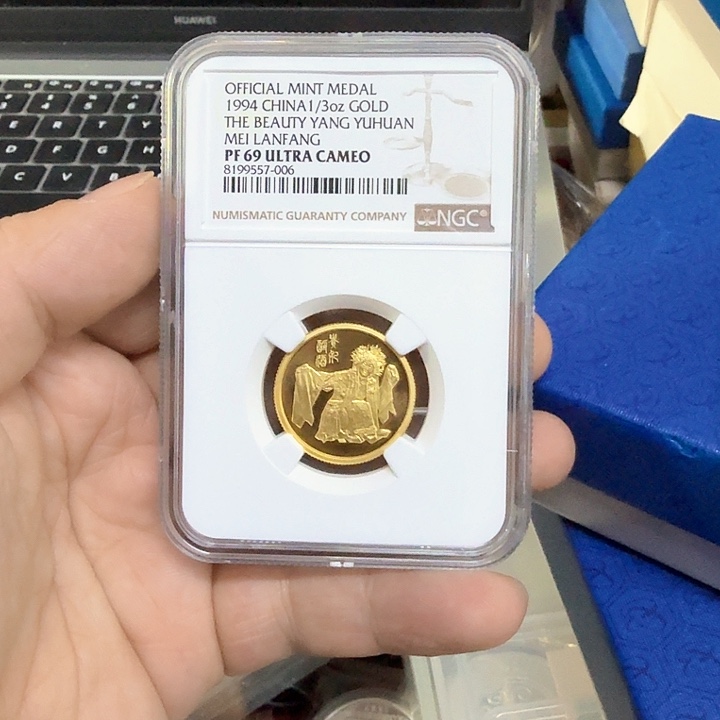 HUAWEI
OFFICIAL MINT MEDAL
1994 CHINA1/3oz GOLD
THE BEAUTY YANG YUHUAN
MEI LANFANG
PF 69 ULTRA CAMEO
8199557-006
NUMISMATIC GUARANTY COMPANY NGC®
C V B